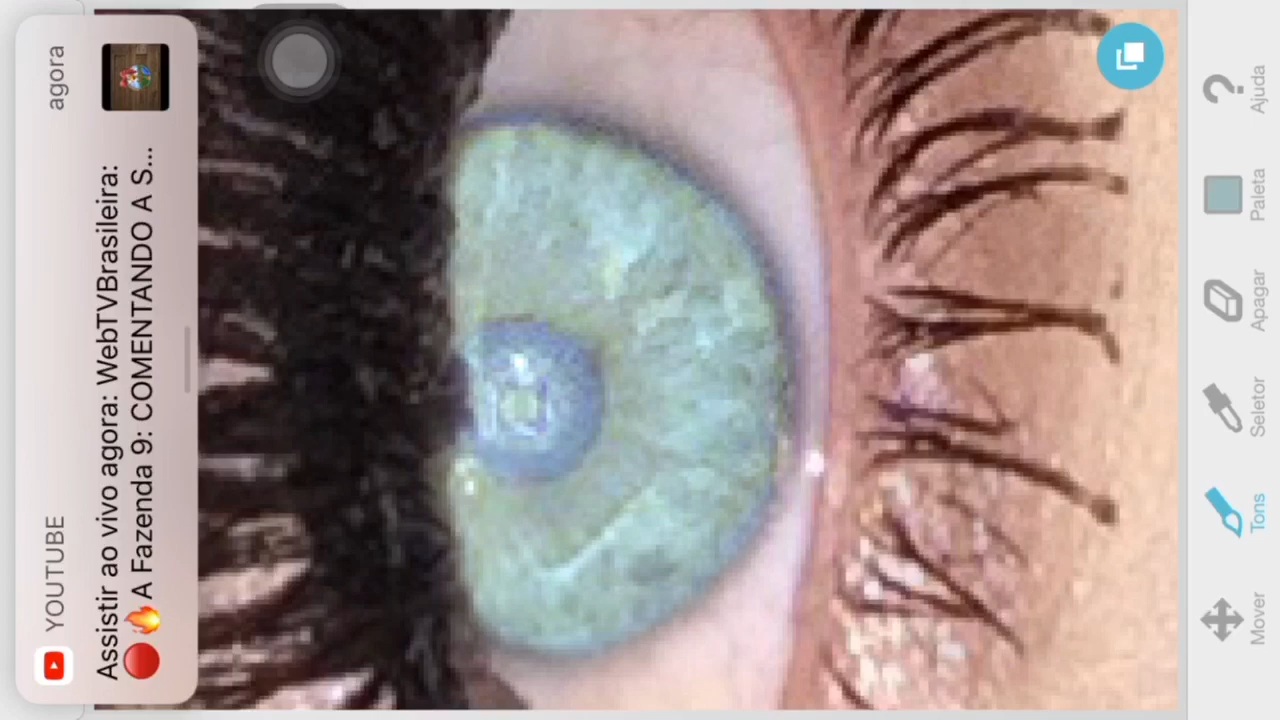 YOUTUBE
agora
Assistir ao vivo agora: WebTVBrasileira:
🔴🔥 A Fazenda 9: COMENTANDO A S...
Mover
Tons
Seletor
Apagar
Paleta
Ajuda